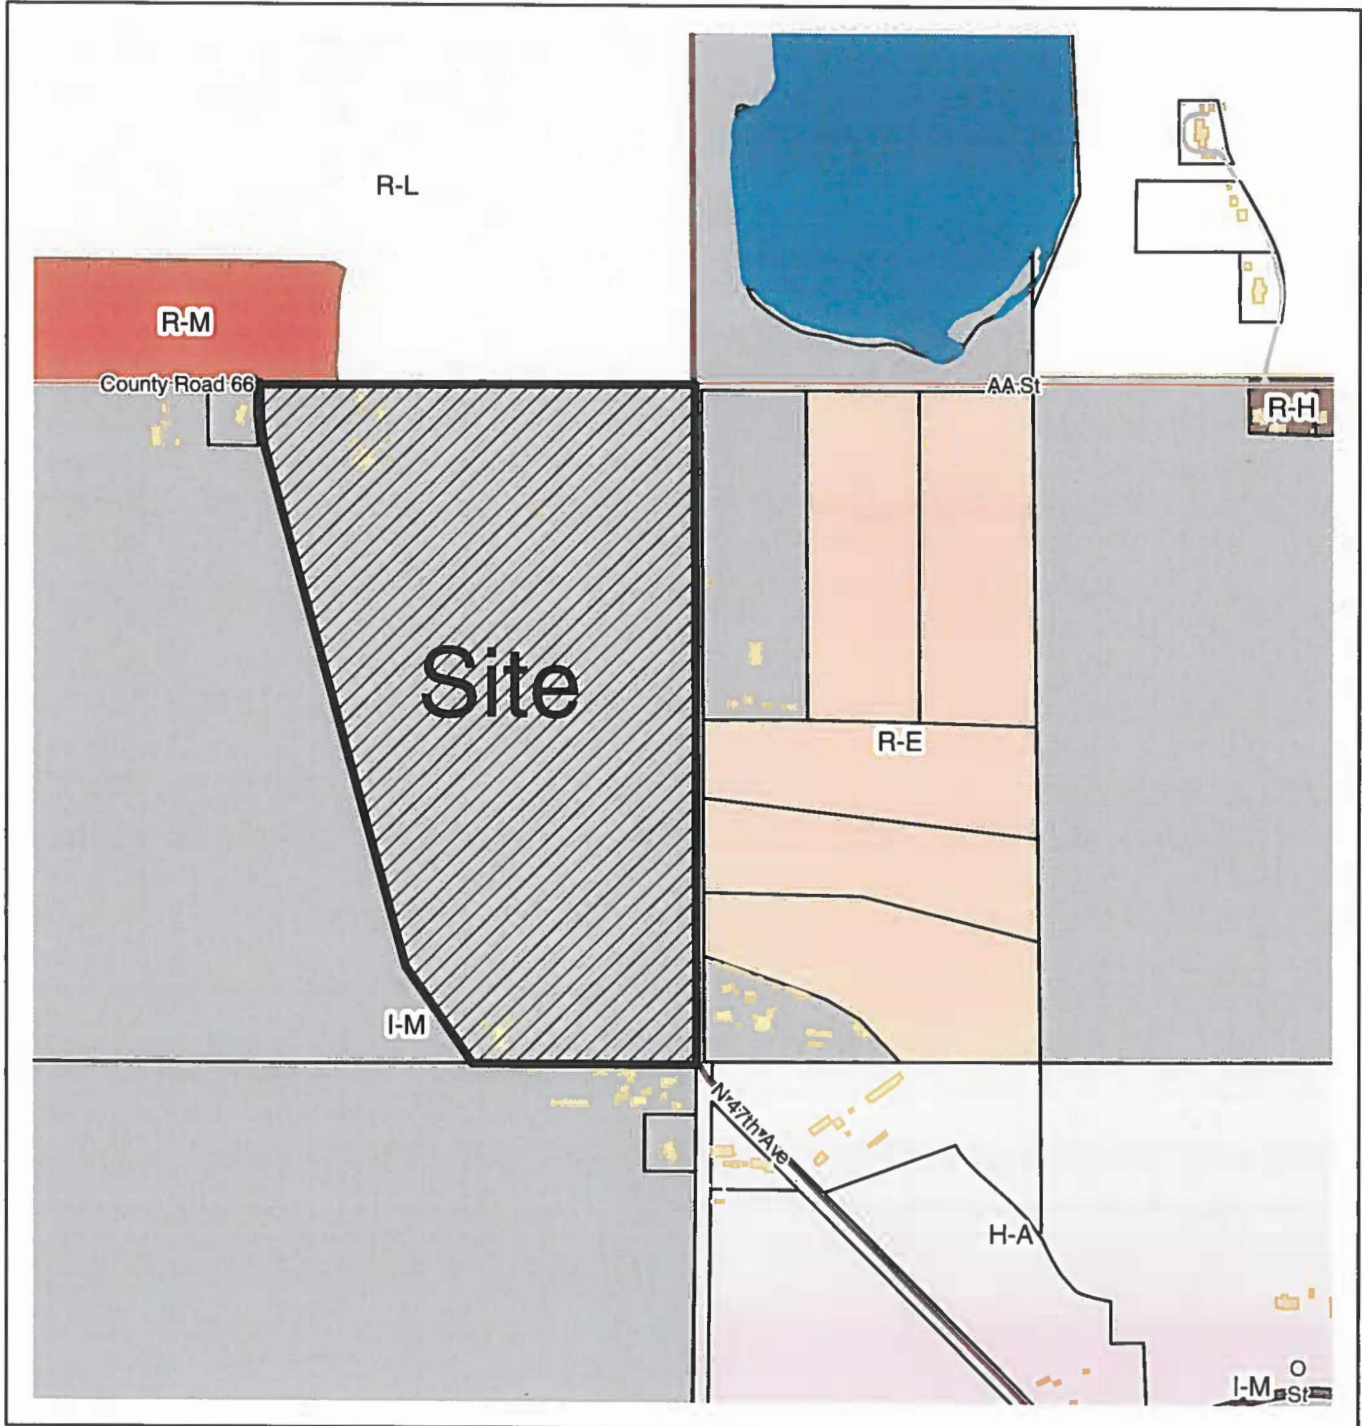 R-L
R-M
County Road 66
AA St
R-H
Site
R-E
I-M
N 47th Ave
H-A
I-M
O
St